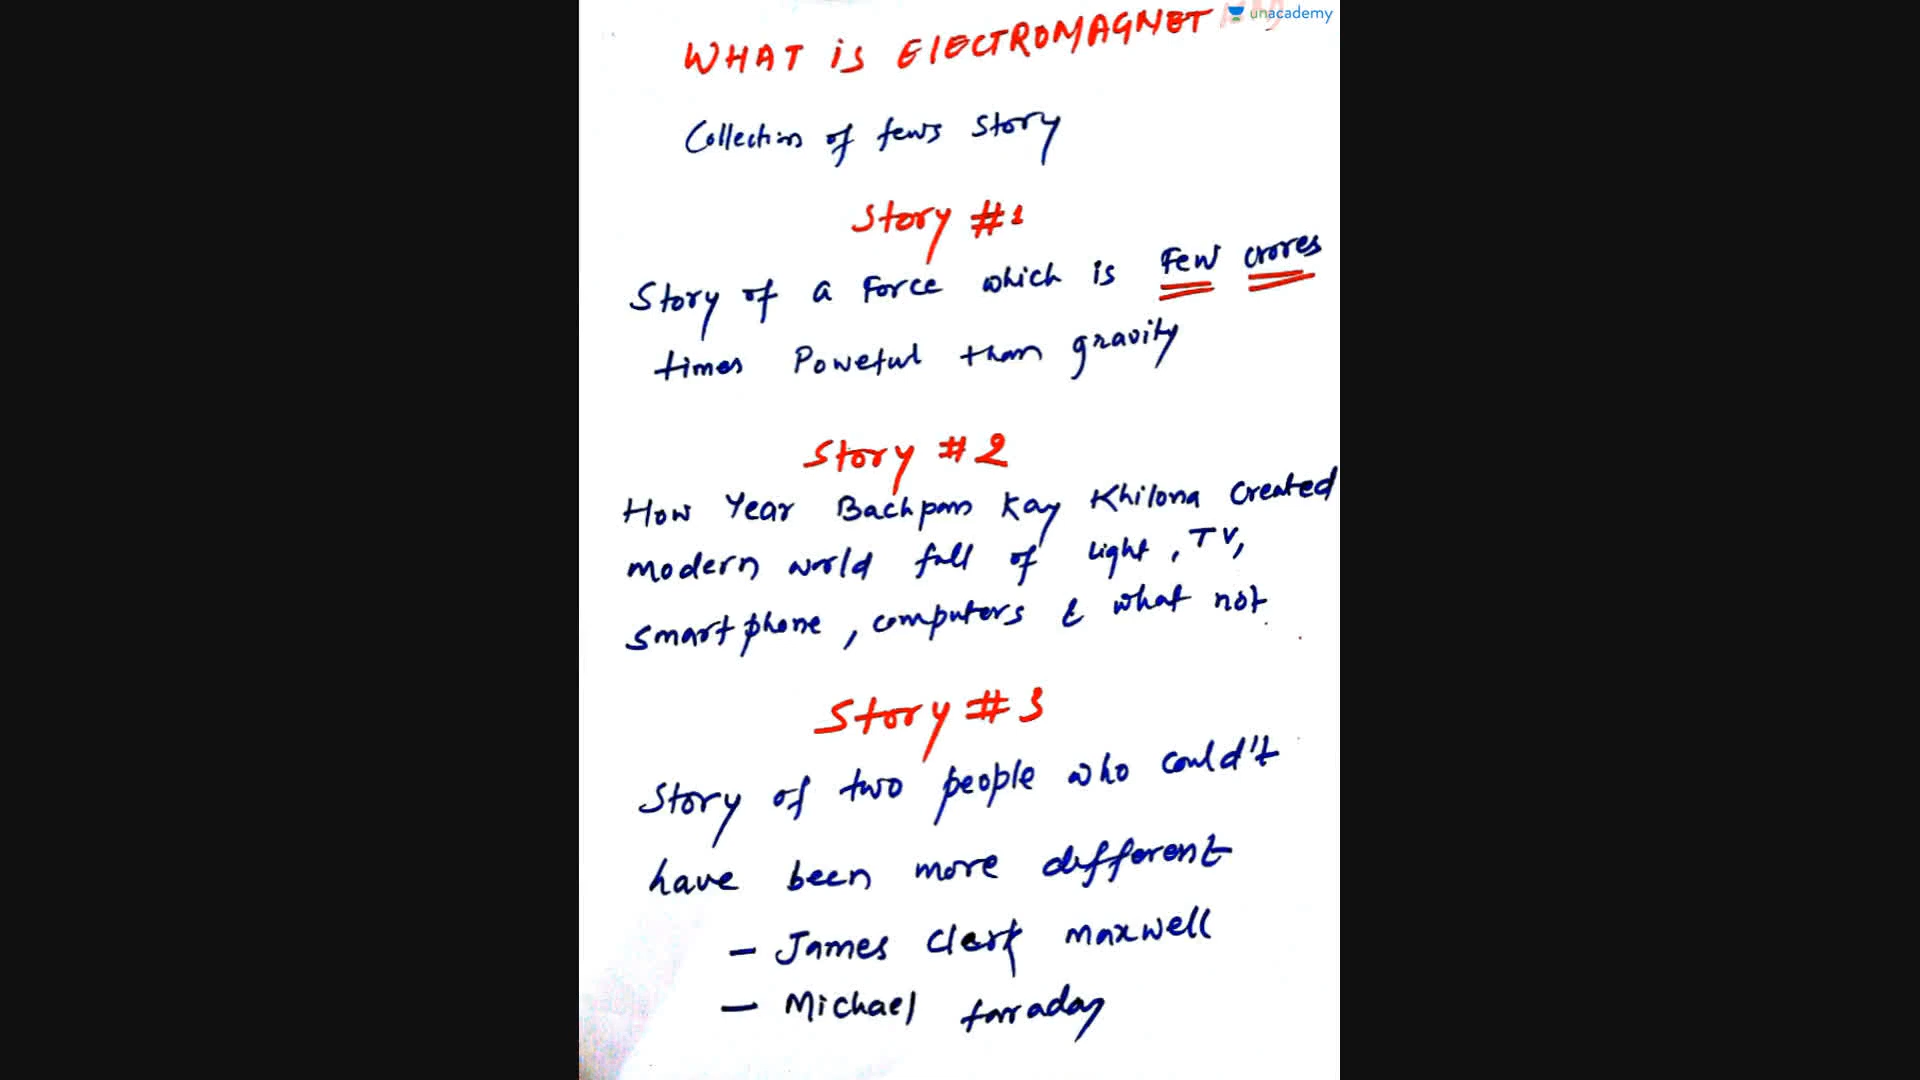 WHAT iS ElECTROMAGNET
unacademy
Collection of fews Story
Story #1
Story of a Force which is Few crores
times Poweful than gravity
Story #2
How Year Bachpan Kay Khilona created
modern world full of light, TV,
smart phone, computers & what not.
Story #3
Story of two people who could't
have been more different
- James Clerk maxwell
- Michael faraday